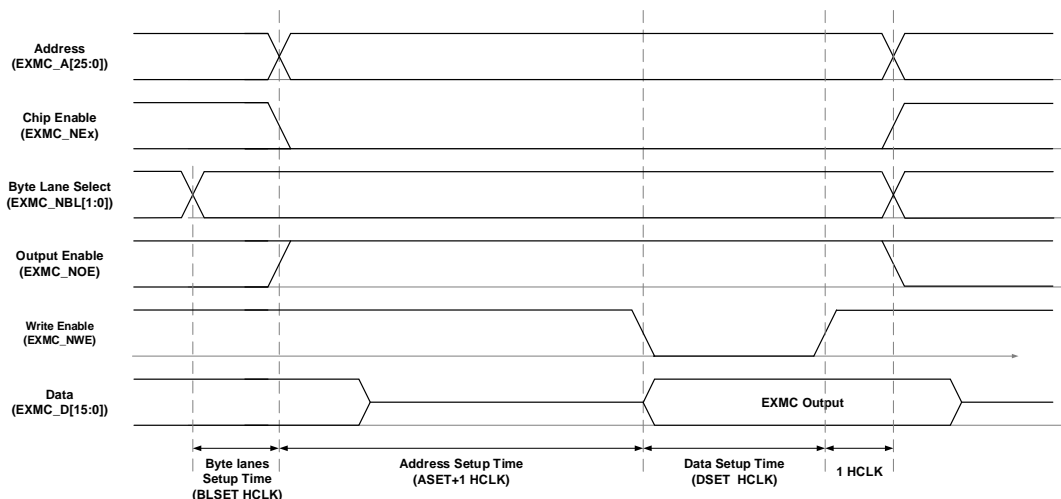 Address
(EXMC_A[25:0])
Chip Enable
(EXMC_NEx)
Byte Lane Select
(EXMC_NBL[1:0])
Output Enable
(EXMC_NOE)
Write Enable
(EXMC_NWE)
Data
(EXMC_D[15:0])
EXMC Output
Byte lanes
Setup Time
(BLSET HCLK)
Address Setup Time
(ASET+1 HCLK)
Data Setup Time
(DSET HCLK)
1 HCLK